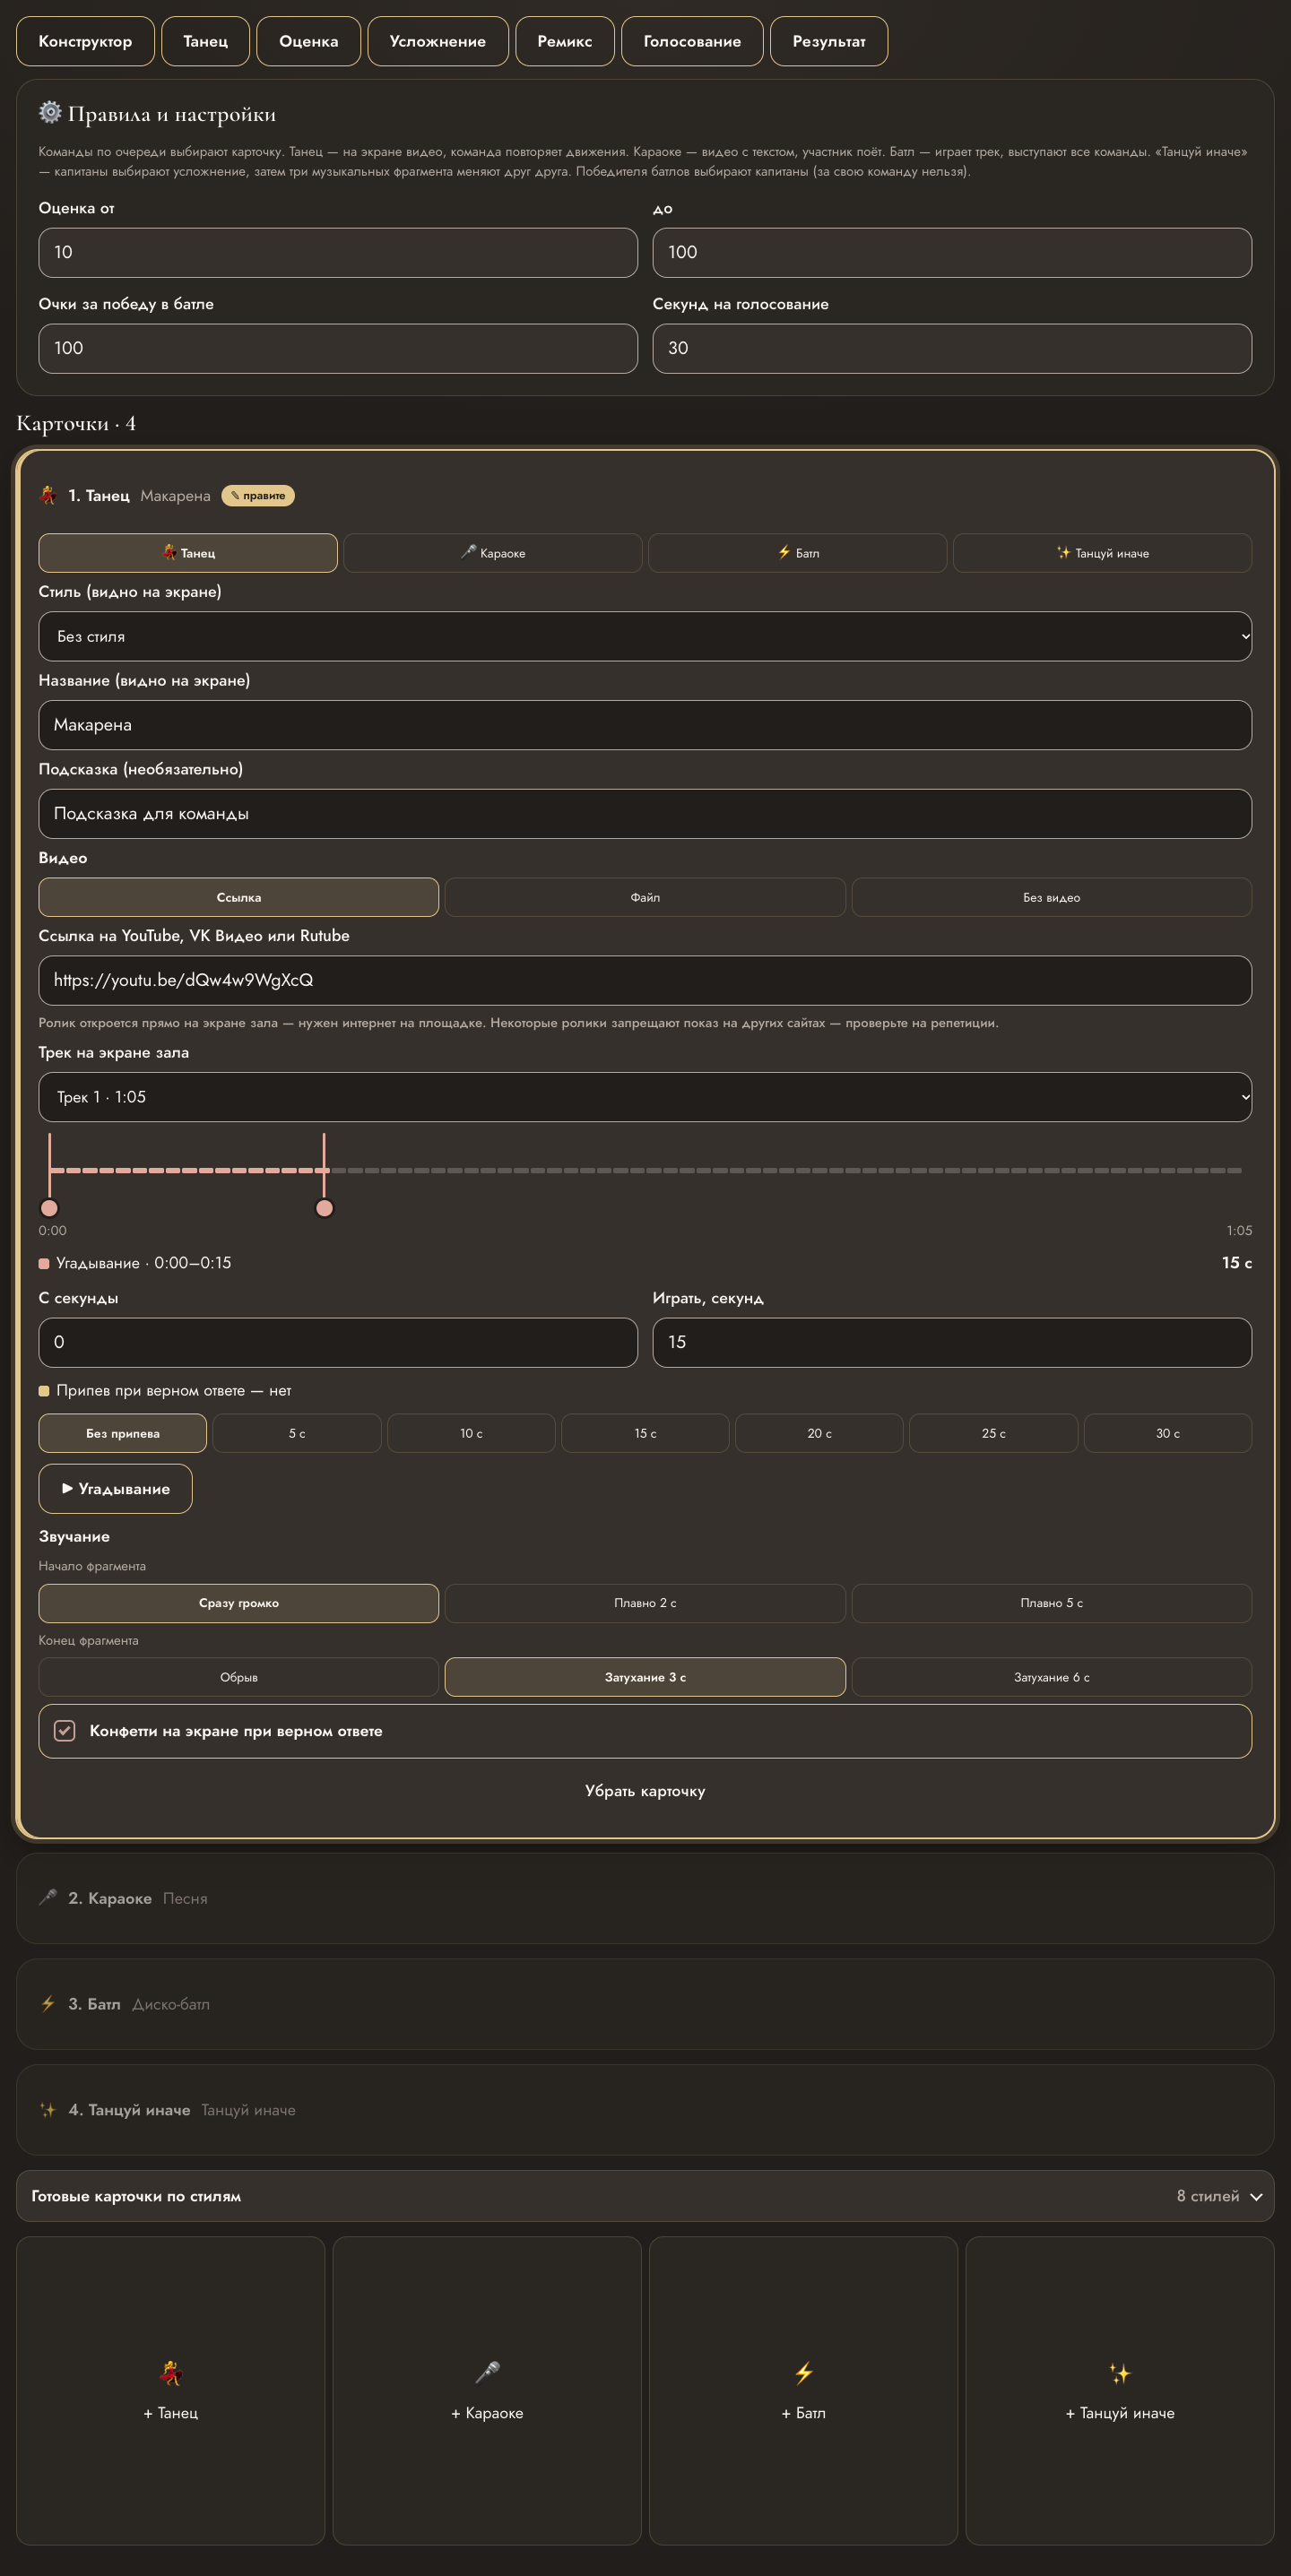 Конструктор
Танец
Оценка
Усложнение
Ремикс
Голосование
Результат
Правила и настройки
Команды по очереди выбирают карточку. Танец — на экране видео, команда повторяет движения. Караоке — видео с текстом, участник поёт. Батл — играет трек, выступают все команды. «Танцуй иначе»
— капитаны выбирают усложнение, затем три музыкальных фрагмента меняют друг друга. Победителя батлов выбирают капитаны (за свою команду нельзя).
Оценка от
до
10
100
Очки за победу в батле
Секунд на голосование
100
30
Карточки · 4
1. Танец Макарена ✎ правите
Танец
Караоке
Батл
Танцуй иначе
Стиль (видно на экране)
Без стиля
Название (видно на экране)
Макарена
Подсказка (необязательно)
Подсказка для команды
Видео
Ссылка
Файл
Без видео
Ссылка на YouTube, VK Видео или Rutube
https://youtu.be/dQw4w9WgXcQ
Ролик откроется прямо на экране зала — нужен интернет на площадке. Некоторые ролики запрещают показ на других сайтах — проверьте на репетиции.
Трек на экране зала
Трек 1 · 1:05
0:00
1:05
Угадывание · 0:00–0:15
15 с
С секунды
Играть, секунд
0
15
Припев при верном ответе — нет
Без припева
5 с
10 с
15 с
20 с
25 с
30 с
▶ Угадывание
Звучание
Начало фрагмента
Сразу громко
Плавно 2 с
Плавно 5 с
Конец фрагмента
Обрыв
Затухание 3 с
Затухание 6 с
Конфетти на экране при верном ответе
Убрать карточку
2. Караоке Песня
3. Батл Диско-батл
4. Танцуй иначе Танцуй иначе
Готовые карточки по стилям
8 стилей
+ Танец
+ Караоке
+ Батл
+ Танцуй иначе